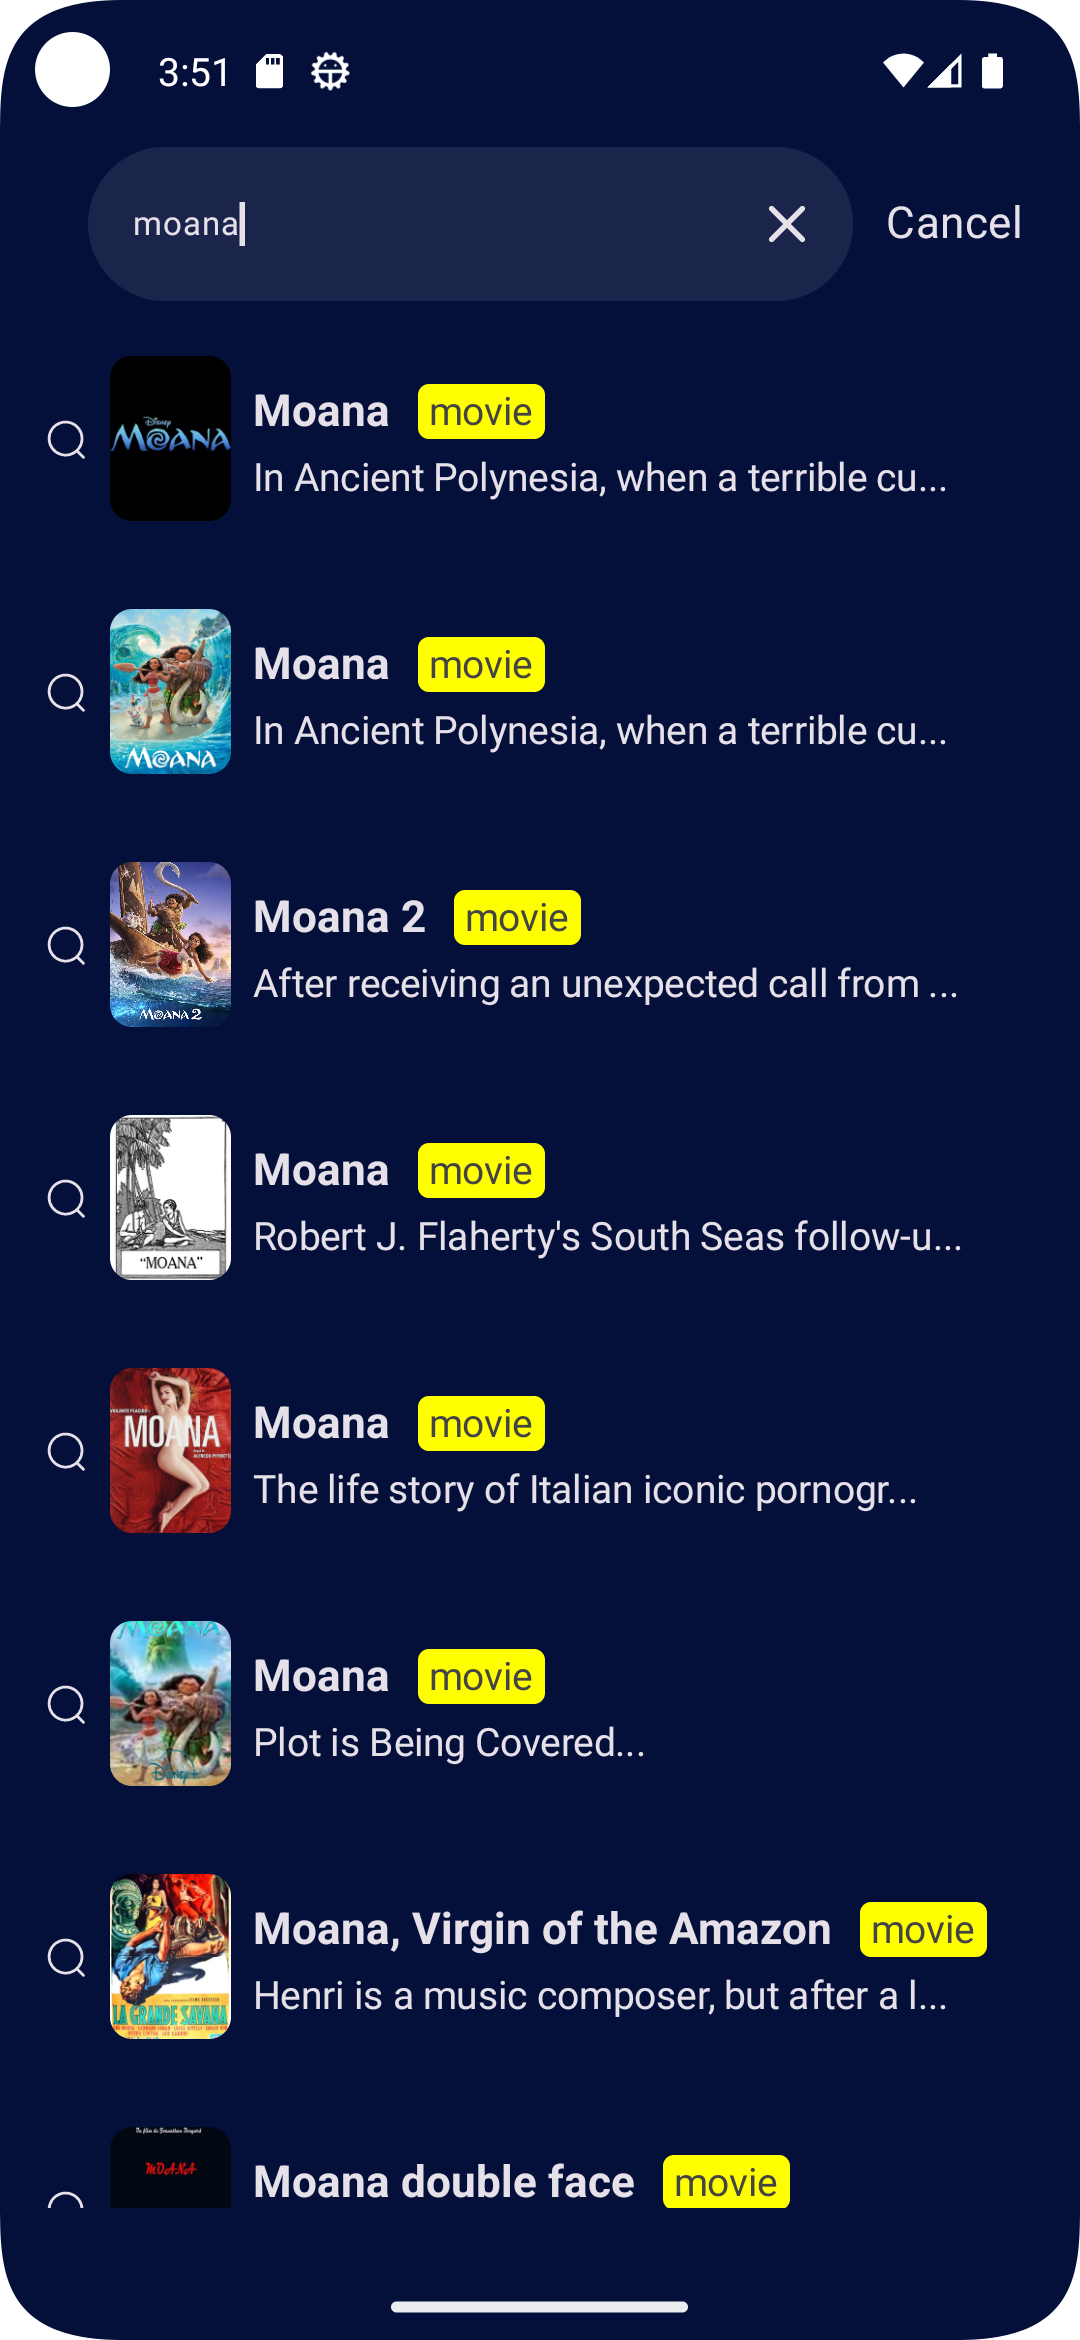 3:51
moana
Cancel
Disney
MOANA
Moana movie
In Ancient Polynesia, when a terrible cu...
MOANA
Moana movie
In Ancient Polynesia, when a terrible cu...
MOANA 2
Moana 2 movie
After receiving an unexpected call from ...
"MOANA"
Moana movie
Robert J. Flaherty's South Seas follow-u...
MOANA
Moana movie
The life story of Italian iconic pornogr...
MOANA
Disney+
Moana movie
Plot is Being Covered...
LA GRANDE SAVANA
Moana, Virgin of the Amazon movie
Henri is a music composer, but after a l...
MOANA
Moana double face movie